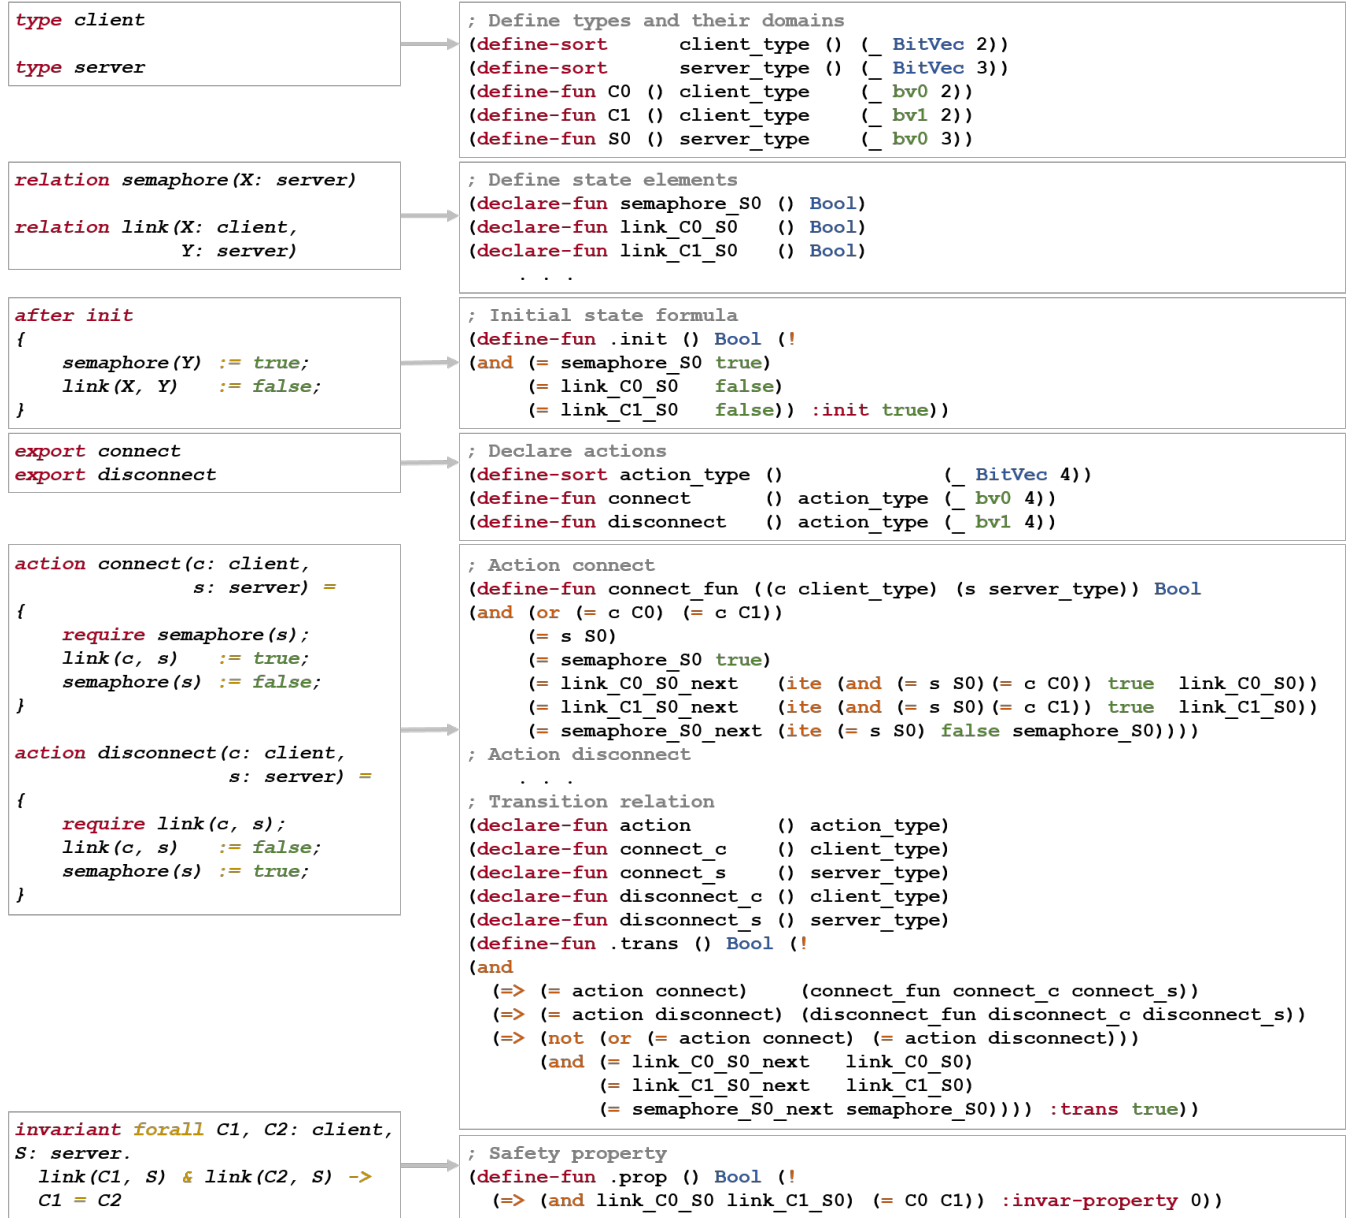 type client
type server
; Define types and their domains
(define-sort      client_type () (_ BitVec 2))
(define-sort      server_type () (_ BitVec 3))
(define-fun C0 () client_type    (_ bv0 2))
(define-fun C1 () client_type    (_ bv1 2))
(define-fun S0 () server_type    (_ bv0 3))
relation semaphore(X: server)
relation link(X: client,
              Y: server)
; Define state elements
(declare-fun semaphore_S0 () Bool)
(declare-fun link_C0_S0   () Bool)
(declare-fun link_C1_S0   () Bool)
    . . .
after init
{
    semaphore(Y) := true;
    link(X, Y)   := false;
}
; Initial state formula
(define-fun .init () Bool (!
(and (= semaphore_S0 true)
     (= link_C0_S0   false)
     (= link_C1_S0   false)) :init true))
export connect
export disconnect
; Declare actions
(define-sort action_type ()             (_ BitVec 4))
(define-fun connect      () action_type (_ bv0 4))
(define-fun disconnect   () action_type (_ bv1 4))
action connect(c: client,
               s: server) =
{
    require semaphore(s);
    link(c, s)   := true;
    semaphore(s) := false;
}
action disconnect(c: client,
                  s: server) =
{
    require link(c, s);
    link(c, s)   := false;
    semaphore(s) := true;
}
; Action connect
(define-fun connect_fun ((c client_type) (s server_type)) Bool
(and (or (= c C0) (= c C1))
     (= s S0)
     (= semaphore_S0 true)
     (= link_C0_S0_next   (ite (and (= s S0)(= c C0)) true  link_C0_S0))
     (= link_C1_S0_next   (ite (and (= s S0)(= c C1)) true  link_C1_S0))
     (= semaphore_S0_next (ite (= s S0) false semaphore_S0))))
; Action disconnect
    . . .
; Transition relation
(declare-fun action       () action_type)
(declare-fun connect_c    () client_type)
(declare-fun connect_s    () server_type)
(declare-fun disconnect_c () client_type)
(declare-fun disconnect_s () server_type)
(define-fun .trans () Bool (!
(and
  (=> (= action connect)    (connect_fun connect_c connect_s))
  (=> (= action disconnect) (disconnect_fun disconnect_c disconnect_s))
  (=> (not (or (= action connect) (= action disconnect)))
      (and (= link_C0_S0_next   link_C0_S0)
           (= link_C1_S0_next   link_C1_S0)
           (= semaphore_S0_next semaphore_S0)))) :trans true))
invariant forall C1, C2: client,
S: server.
  link(C1, S) & link(C2, S) ->
  C1 = C2
; Safety property
(define-fun .prop () Bool (!
  (=> (and link_C0_S0 link_C1_S0) (= C0 C1)) :invar-property 0))